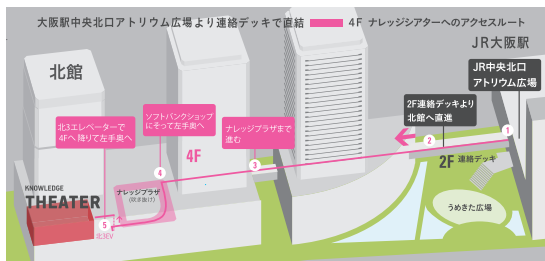 大阪駅中央北口アトリウム広場より連絡デッキで直結 4F ナレッジシアターへのアクセスルート
JR大阪駅
JR中央北口
アトリウム広場
1
2F連絡デッキより
北館へ直進
2
2F 連絡デッキ
うめきた広場
ナレッジプラザまで
進む
3
ソフトバンクショップ
にそって左手奥へ
4F
4
ナレッジプラザ
(吹き抜け)
北館
北3エレベーターで
4Fへ降りて左手奥へ
KNOWLEDGE
THEATER
5
北3EV